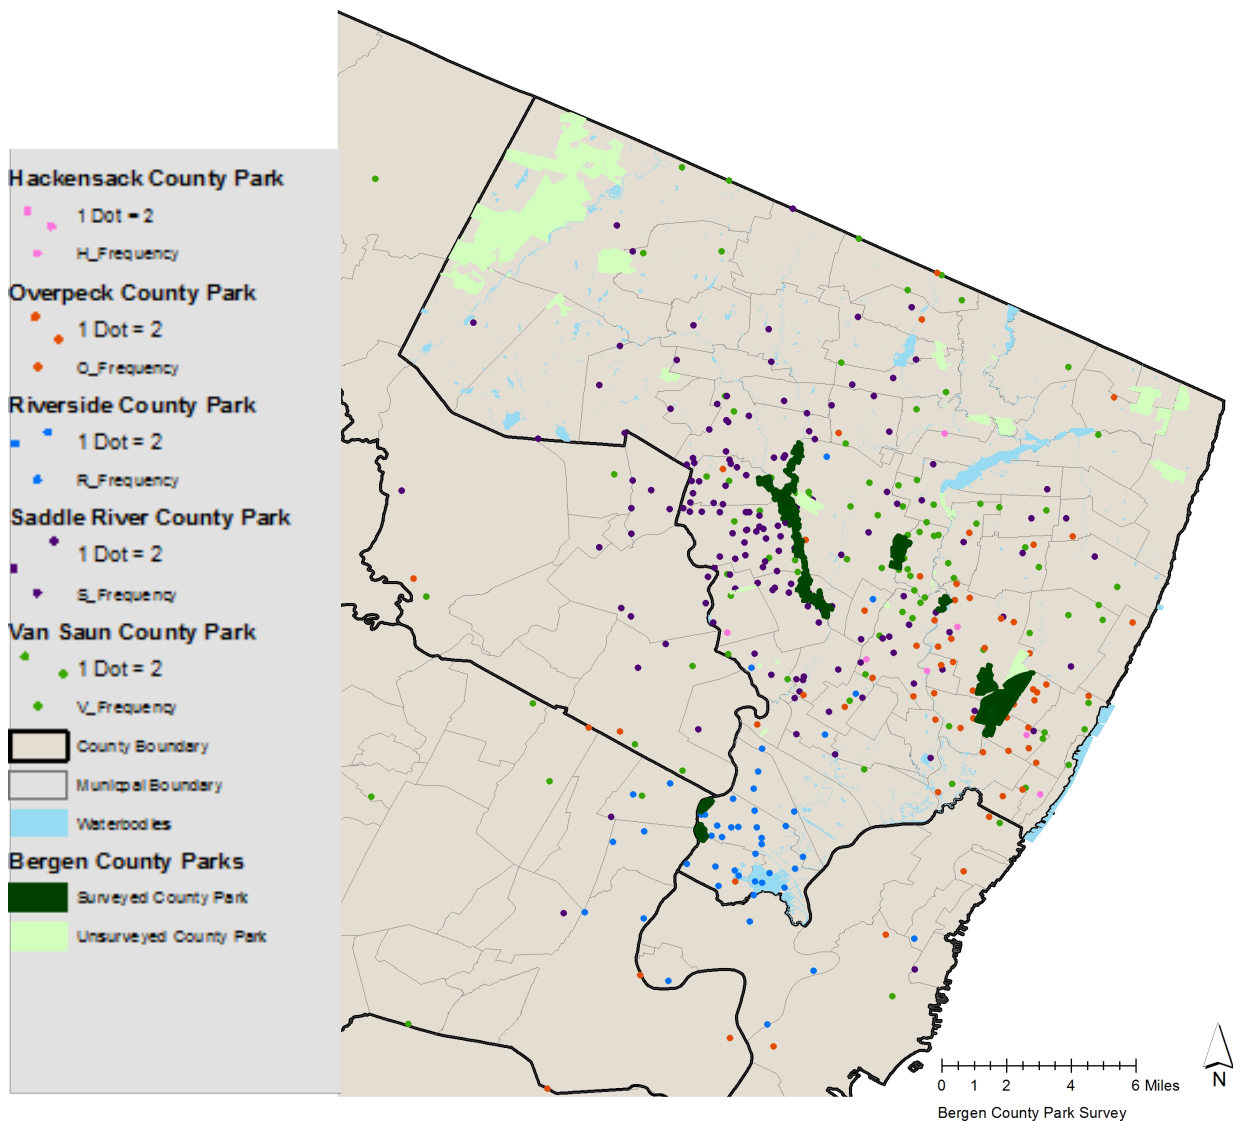 Hackensack County Park
1 Dot = 2
H_Frequency
Overpeck County Park
1 Dot = 2
O_Frequency
Riverside County Park
1 Dot = 2
R_Frequency
Saddle River County Park
1 Dot = 2
S_Frequency
Van Saun County Park
1 Dot = 2
V_Frequency
County Boundary
Municpal Boundary
Waterbodies
Bergen County Parks
Surveyed County Park
Unsurveyed County Park
0 1 2 4 6 Miles
N
Bergen County Park Survey